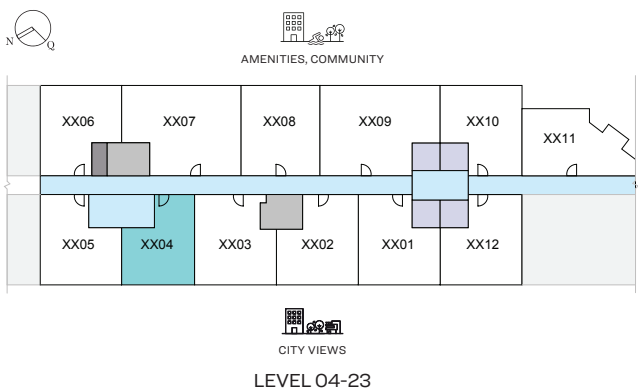 N Q
AMENITIES, COMMUNITY
XX06 XX07 XX08 XX09 XX10 XX11
XX05 XX04 XX03 XX02 XX01 XX12
CITY VIEWS
LEVEL 04-23